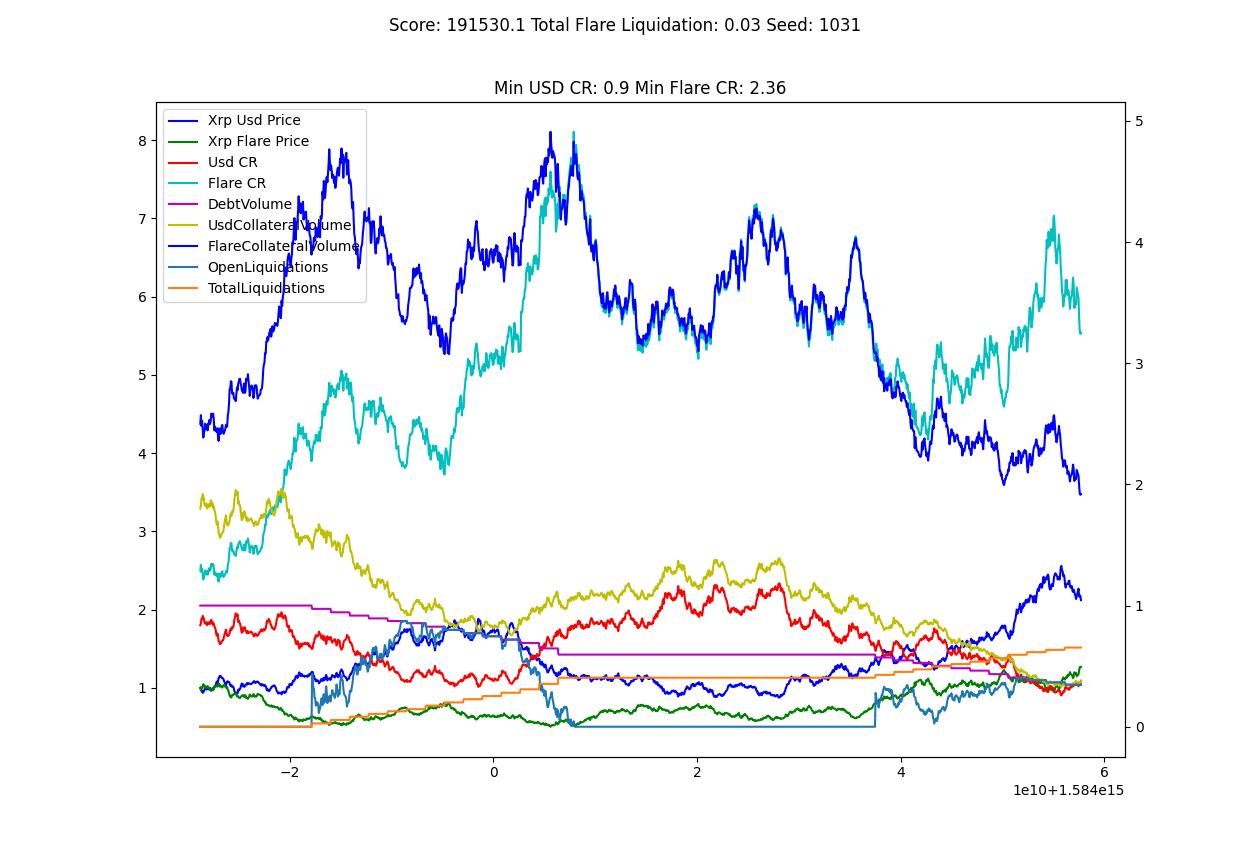 Score: 191530.1 Total Flare Liquidation: 0.03 Seed: 1031
Min USD CR: 0.9 Min Flare CR: 2.36
Xrp Usd Price
Xrp Flare Price
Usd CR
Flare CR
DebtVolume
UsdCollateralVolume
FlareCollateralVolume
OpenLiquidations
TotalLiquidations
8
7
6
5
4
3
2
1
5
4
3
2
1
0
−2
0
2
4
6
1e10+1.584e15